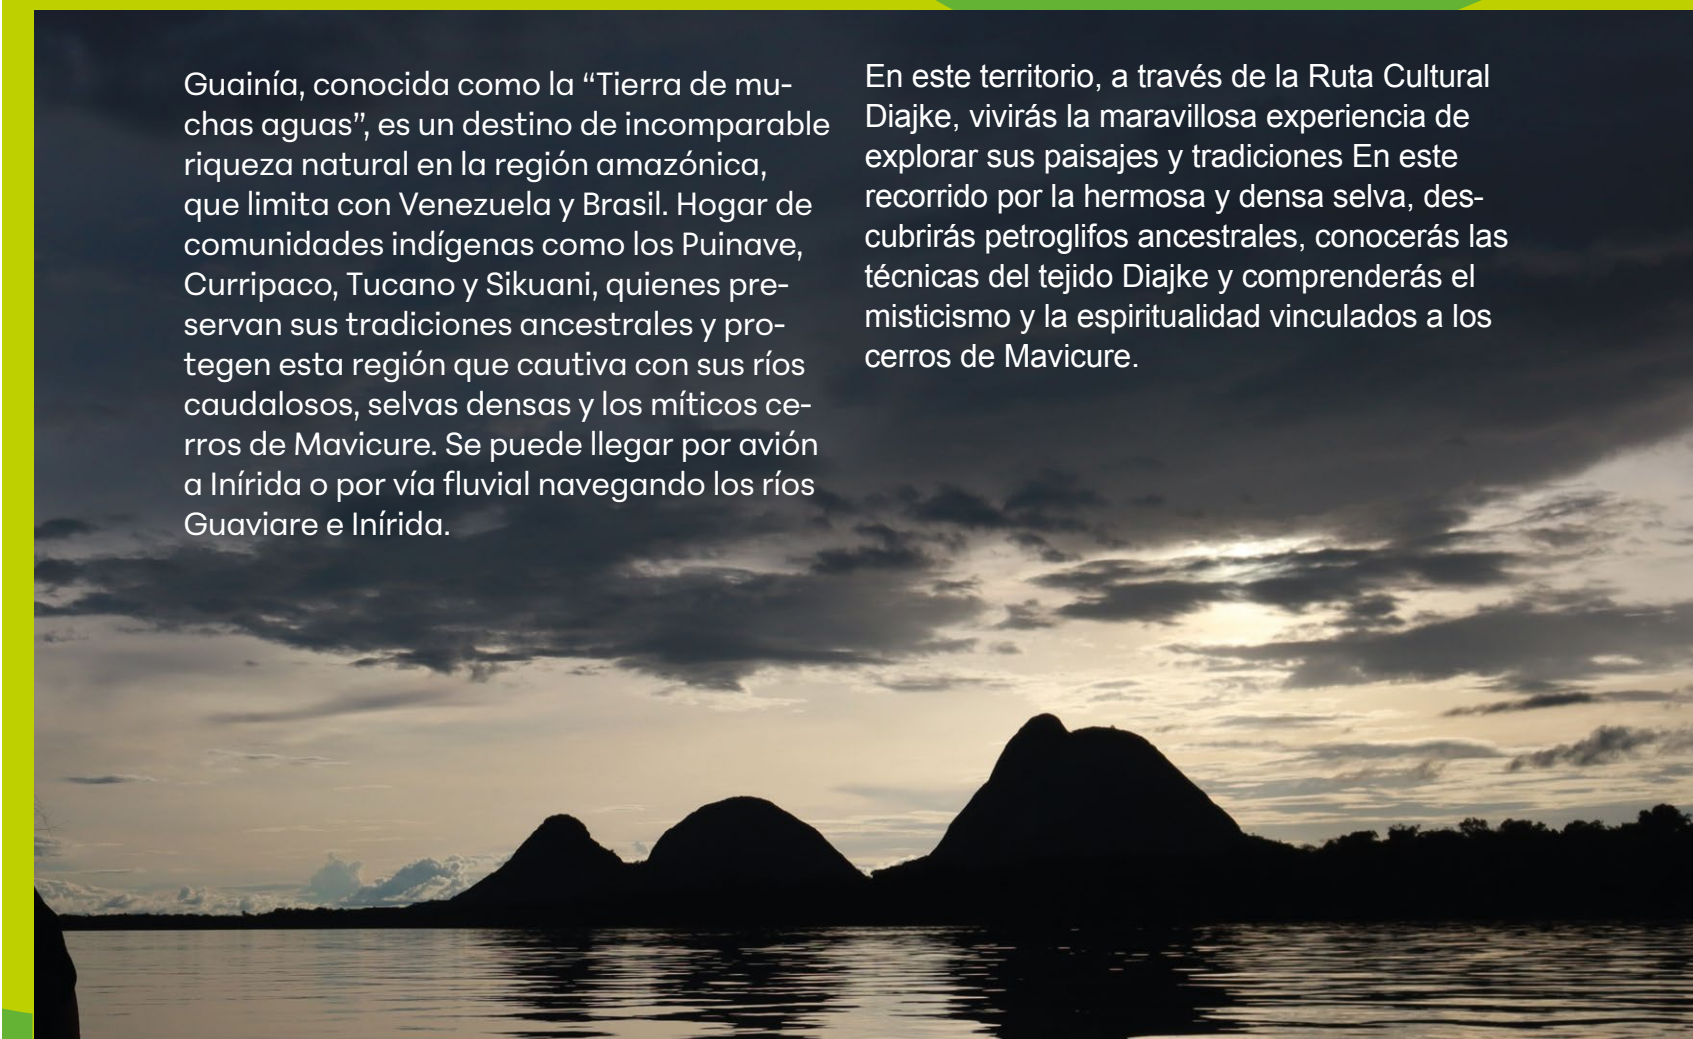 Guainía, conocida como la “Tierra de mu-
chas aguas”, es un destino de incomparable
riqueza natural en la región amazónica,
que limita con Venezuela y Brasil. Hogar de
comunidades indígenas como los Puinave,
Curripaco, Tucano y Sikuani, quienes pre-
servan sus tradiciones ancestrales y pro-
tegen esta región que cautiva con sus ríos
caudalosos, selvas densas y los míticos ce-
rros de Mavicure. Se puede llegar por avión
a Inírida o por vía fluvial navegando los ríos
Guaviare e Inírida.
En este territorio, a través de la Ruta Cultural
Diajke, vivirás la maravillosa experiencia de
explorar sus paisajes y tradiciones En este
recorrido por la hermosa y densa selva, des-
cubrirás petroglifos ancestrales, conocerás las
técnicas del tejido Diajke y comprenderás el
misticismo y la espiritualidad vinculados a los
cerros de Mavicure.